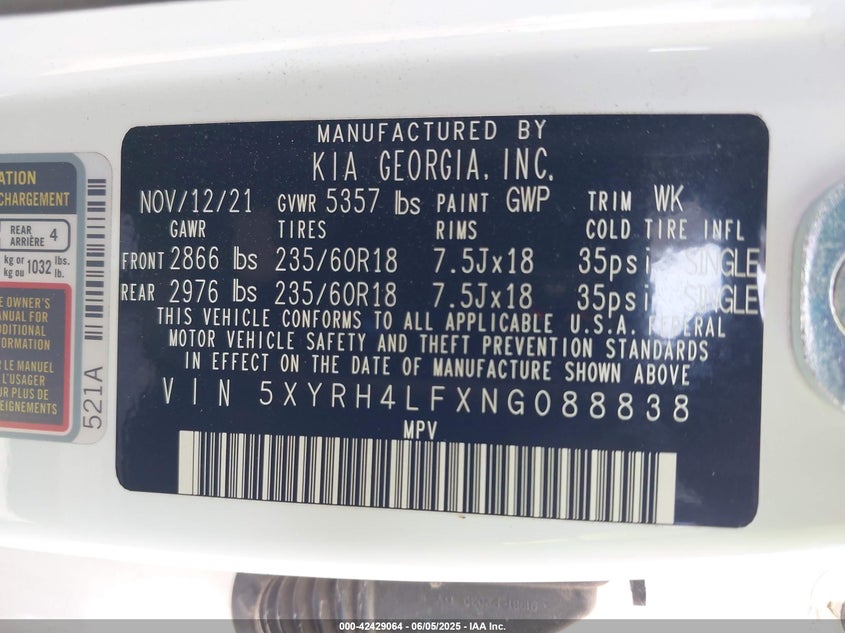 MANUFACTURED BY
KIA GEORGIA, INC.
NOV/12/21 GVWR 5357 lbs PAINT GWP TRIM WK
GAWR TIRES RIMS COLD TIRE INFL
FRONT 2866 lbs 235/60R18 7.5Jx18 35psi SINGLE
REAR 2976 lbs 235/60R18 7.5Jx18 35psi SINGLE
THIS VEHICLE CONFORMS TO ALL APPLICABLE U.S.A. FEDERAL
MOTOR VEHICLE SAFETY AND THEFT PREVENTION STANDARDS
IN EFFECT ON THE DATE OF MANUFACTURE SHOWN ABOVE
VIN 5XYRH4LFXNG088838
MPV
ATION
CHARGEMENT
REAR
ARRIÈRE 4
kg or
kg ou 1032 lbs.
lb.
E OWNER'S
MANUAL FOR
DDITIONAL
FORMATION
R LE MANUEL
L'USAGER
PLUS DE
SEIGNEMENTS
521A
000-42429064 - 06/05/2025 - IAA Inc.